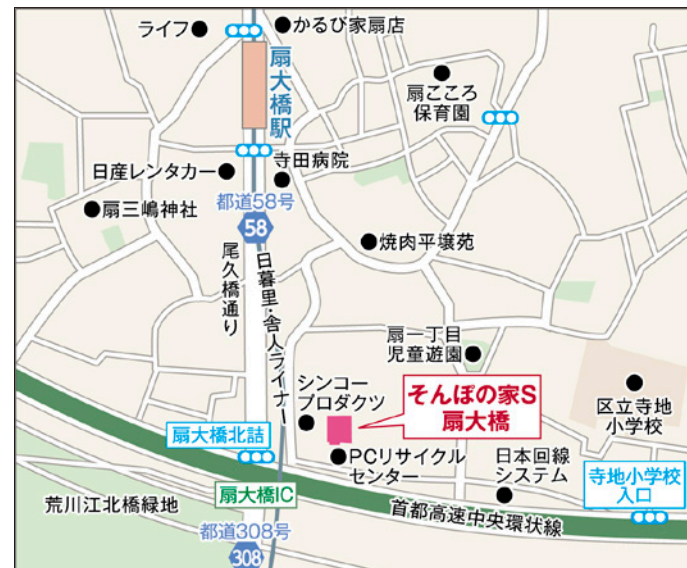 ライフ
かるび家扇店
扇大橋駅
扇こころ
保育園
日産レンタカー
寺田病院
都道58号
扇三嶋神社
58
焼肉平壌苑
尾久橋通り
日暮里・舎人ライナー
扇一丁目
児童遊園
シンコー
プロダクツ
そんぽの家S
扇大橋
区立寺地
小学校
扇大橋北詰
PCリサイクル
センター
日本回線
システム
寺地小学校
入口
扇大橋IC
荒川江北橋緑地
首都高速中央環状線
都道308号
308